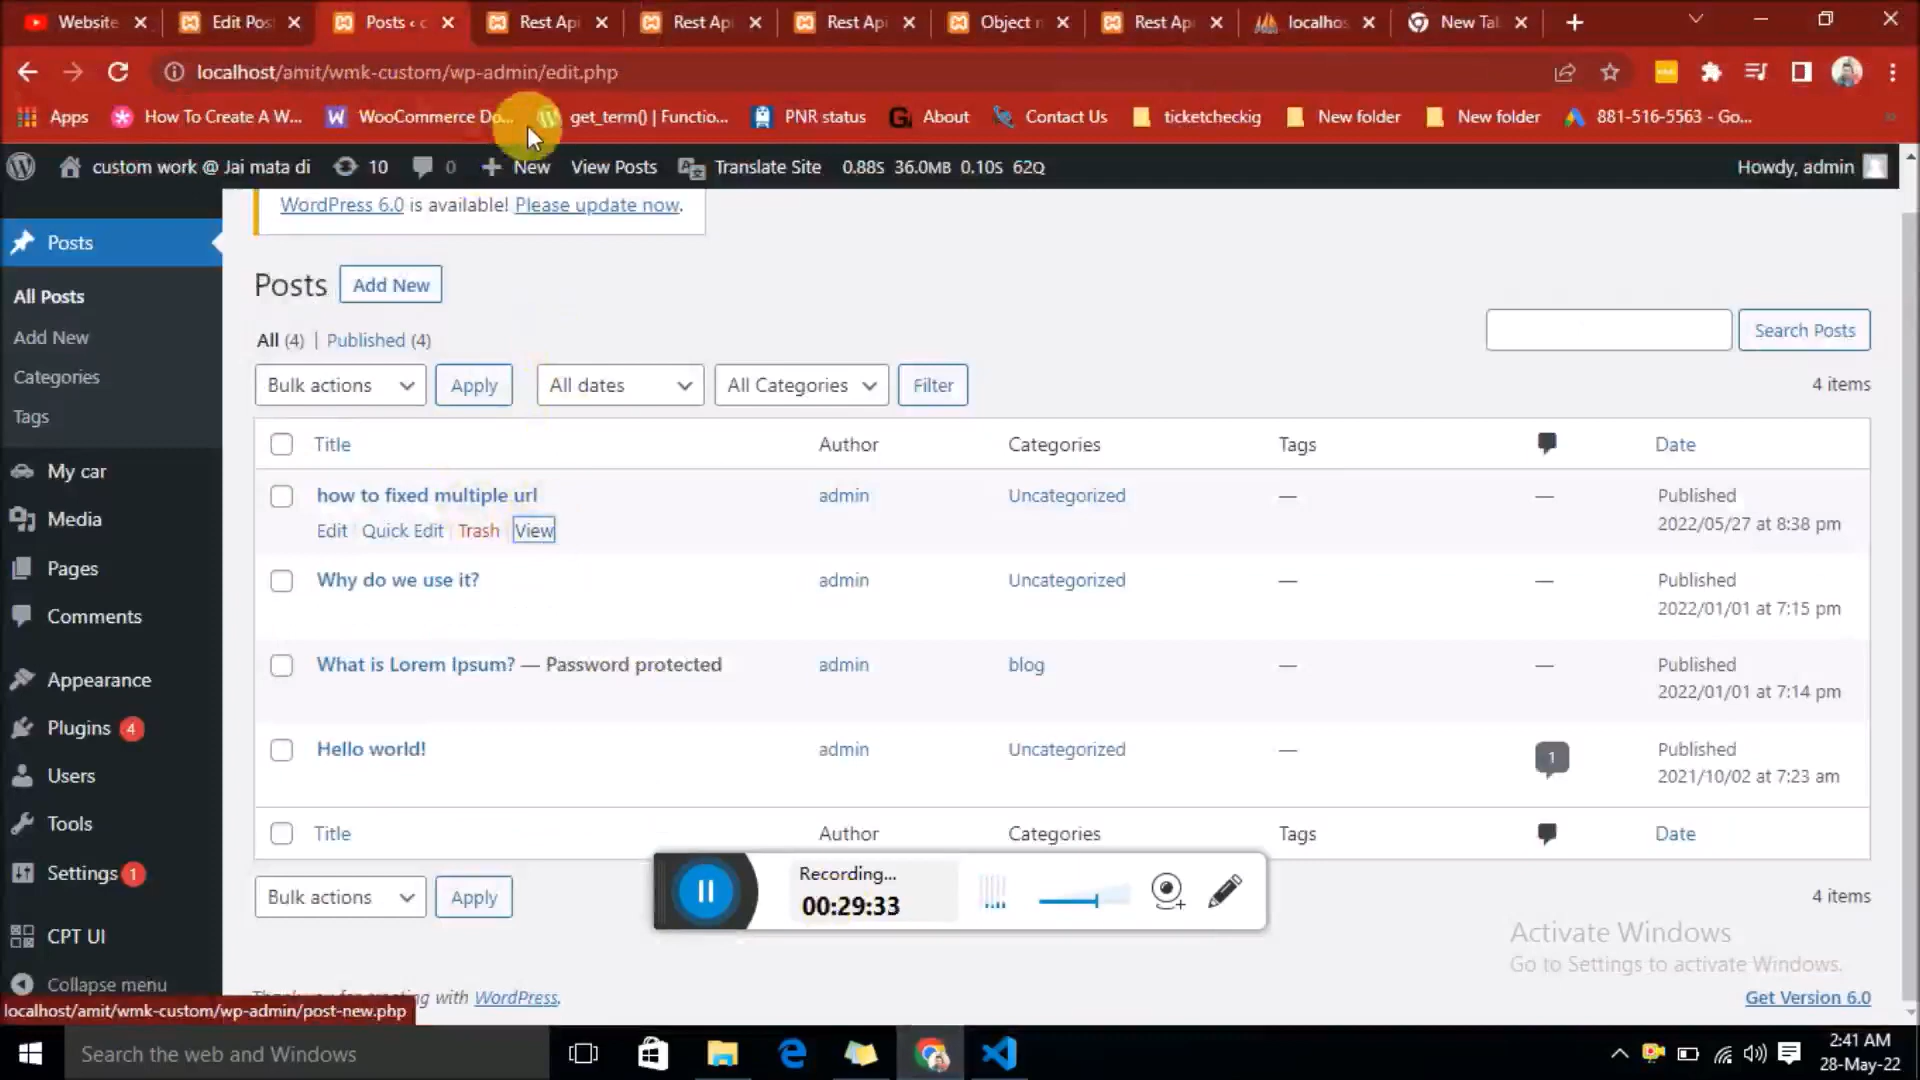 Website
Edit Pos
Posts ‹ c
Rest Api
Rest Api
Rest Api
Object n
Rest Api
localhos
New Tab
localhost/amit/wmk-custom/wp-admin/edit.php
Apps
How To Create A W...
WooCommerce Do...
get_term() | Functio...
PNR status
About
Contact Us
ticketcheckig
New folder
New folder
881-516-5563 - Go...
custom work @ Jai mata di
10
0
New
View Posts
Translate Site
0.88S 36.0MB 0.10S 62Q
Howdy, admin
WordPress 6.0 is available! Please update now.
Posts
All Posts
Add New
Categories
Tags
My car
Media
Pages
Comments
Appearance
Plugins 4
Users
Tools
Settings 1
CPT UI
Collapse menu
Posts Add New
All (4) | Published (4)
Search Posts
Bulk actions Apply All dates All Categories Filter 4 items
Title Author Categories Tags Date
how to fixed multiple url admin Uncategorized — — Published
2022/05/27 at 8:38 pm
Edit | Quick Edit | Trash | View
Why do we use it? admin Uncategorized — — Published
2022/01/01 at 7:15 pm
What is Lorem Ipsum? — Password protected admin blog — — Published
2022/01/01 at 7:14 pm
Hello world! admin Uncategorized — 1 Published
2021/10/02 at 7:23 am
Title Author Categories Tags Date
Bulk actions Apply 4 items
Recording...
00:29:33
Activate Windows
Go to Settings to activate Windows.
with WordPress.
Get Version 6.0
localhost/amit/wmk-custom/wp-admin/post-new.php
Search the web and Windows
2:41 AM
28-May-22